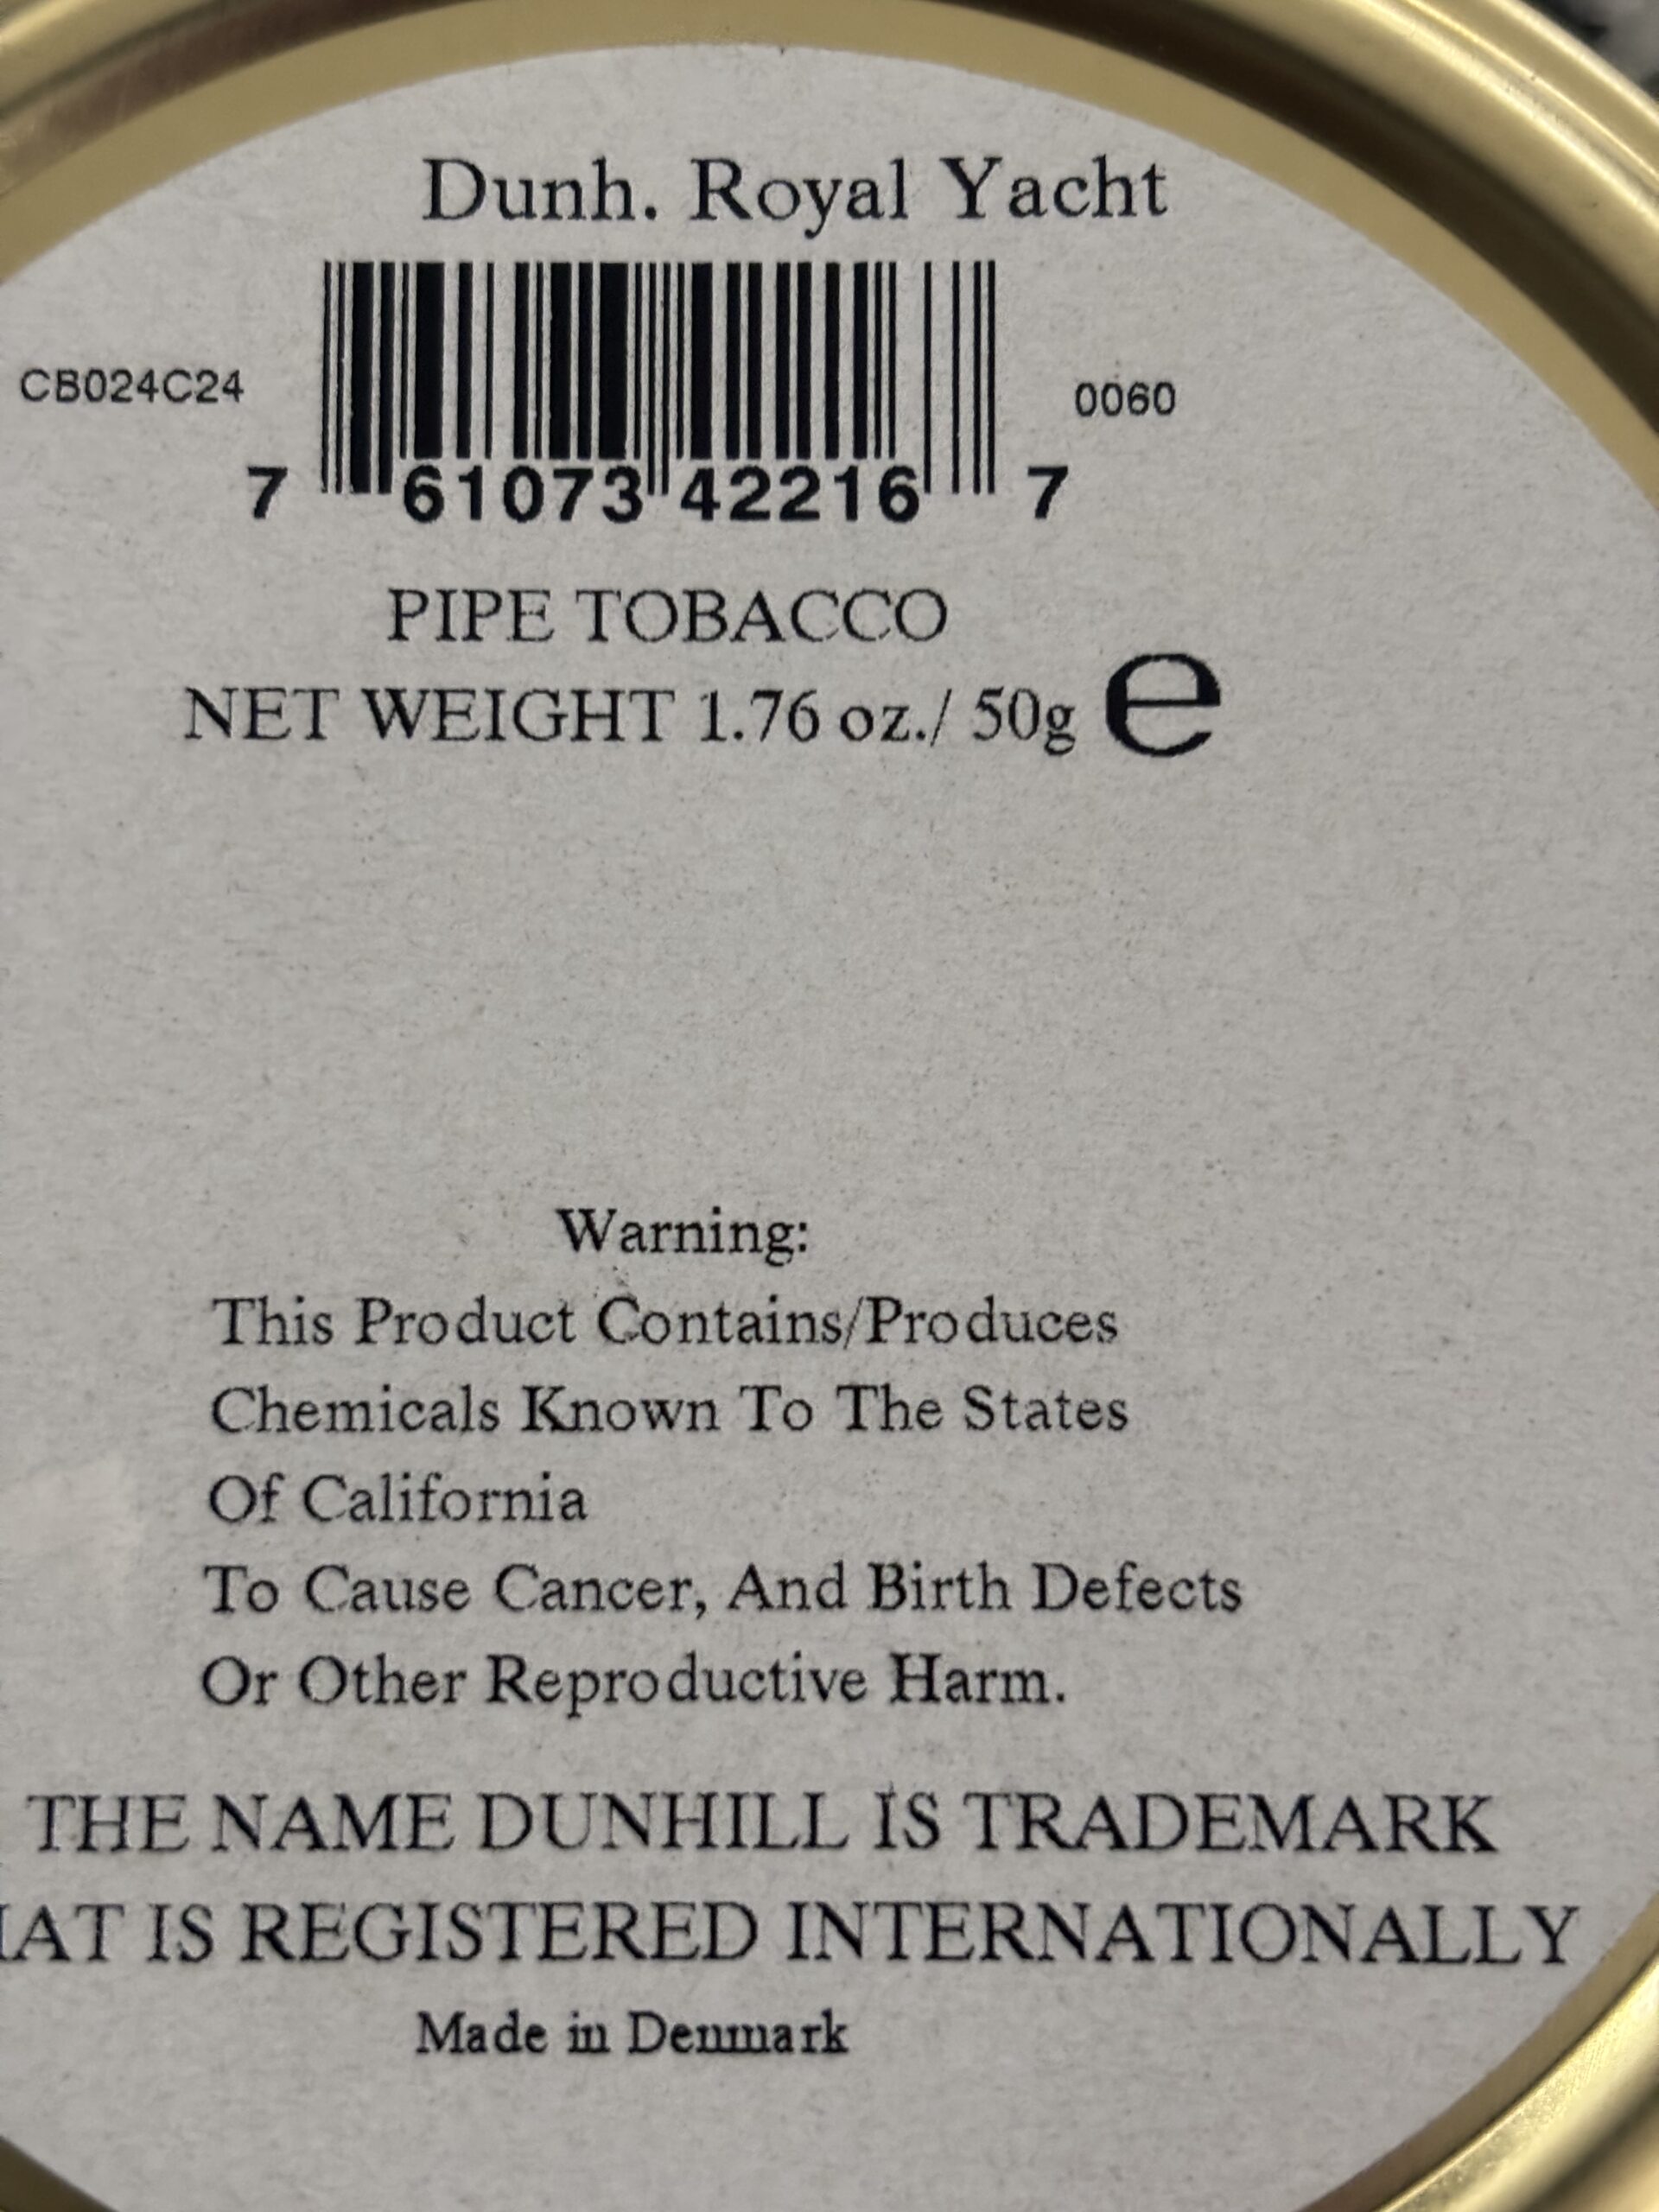 Dunh. Royal Yacht
CB024C24
0060
7 61073 42216 7
PIPE TOBACCO
NET WEIGHT 1.76 oz./ 50g e
Warning:
This Product Contains/Produces
Chemicals Known To The States
Of California
To Cause Cancer, And Birth Defects
Or Other Reproductive Harm.
THE NAME DUNHILL IS TRADEMARK
IS REGISTERED INTERNATIONALLY
Made in Denmark